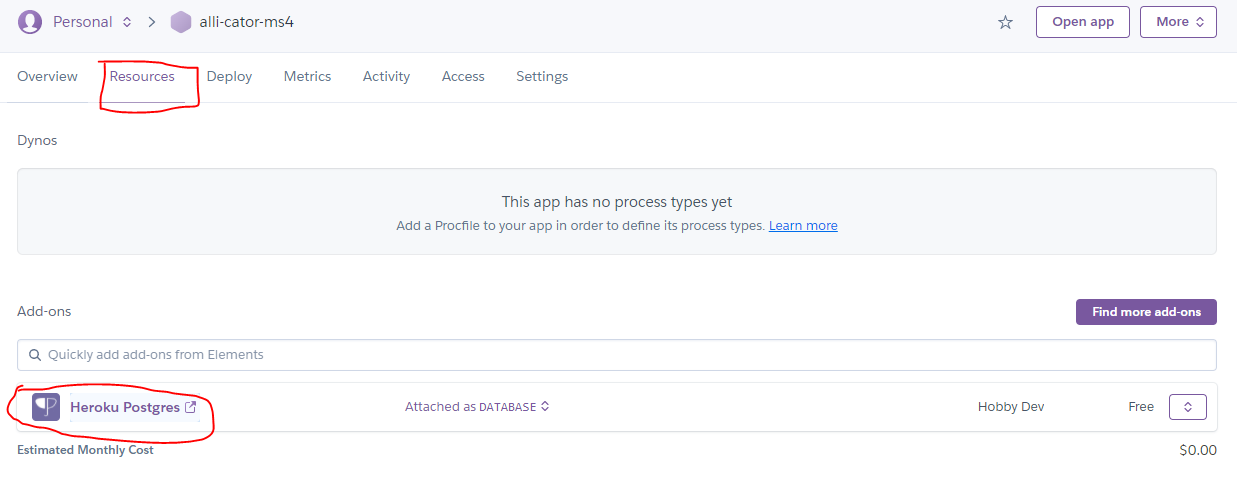 Personal alli-cator-ms4 Open app More
Overview Resources Deploy Metrics Activity Access Settings
Dynos
This app has no process types yet
Add a Procfile to your app in order to define its process types. Learn more
Add-ons Find more add-ons
Quickly add add-ons from Elements
Heroku Postgres Attached as DATABASE Hobby Dev Free
Estimated Monthly Cost $0.00